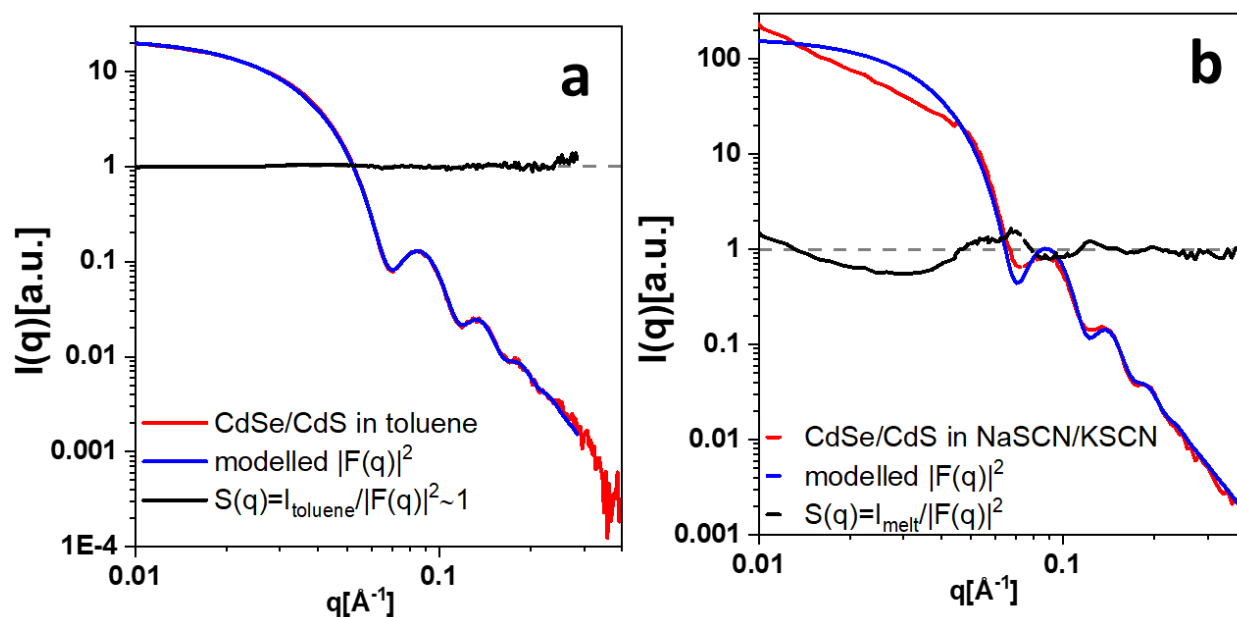 a
10
1
0.1
0.01
0.001
1E-4
I(q)[a.u.]
CdSe/CdS in toluene
modelled |F(q)|²
S(q)=I_toluene/|F(q)|²~1
0.01
0.1
q[Å⁻¹]
b
100
10
1
0.1
0.01
0.001
I(q)[a.u.]
CdSe/CdS in NaSCN/KSCN
modelled |F(q)|²
S(q)=I_melt/|F(q)|²
0.01
0.1
q[Å⁻¹]